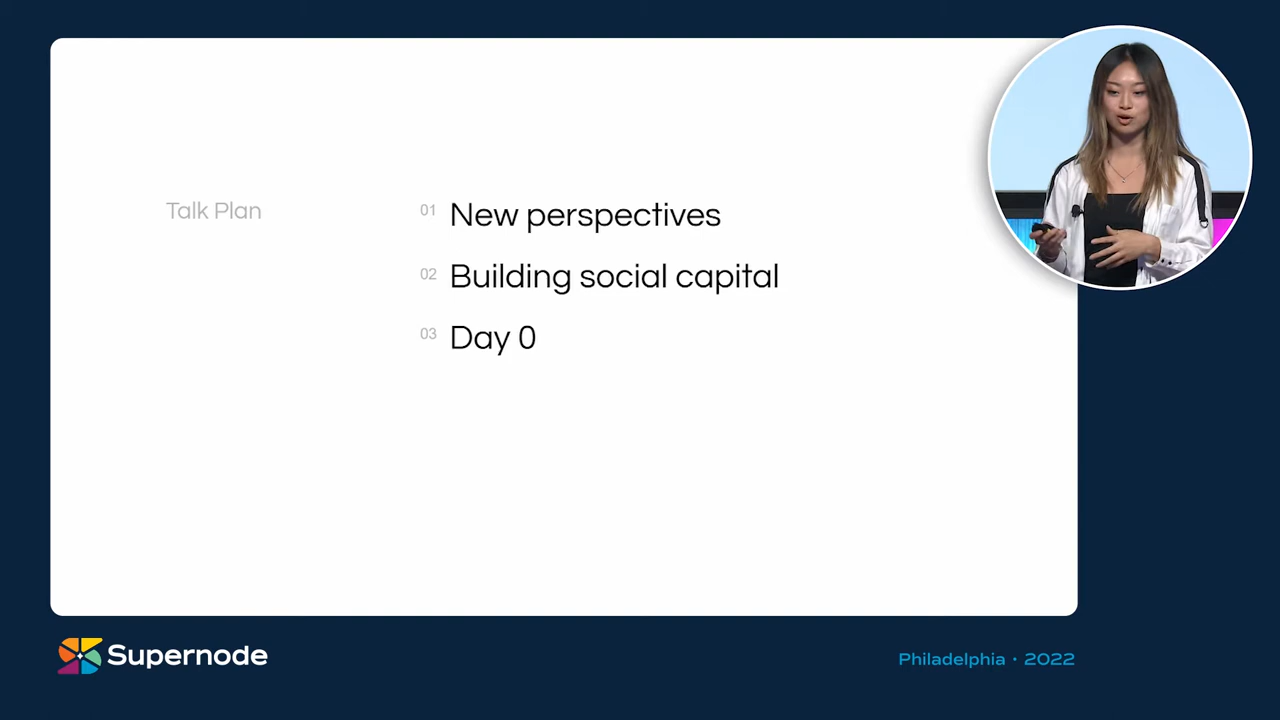 Talk Plan
01 New perspectives
02 Building social capital
03 Day 0
Supernode
Philadelphia · 2022